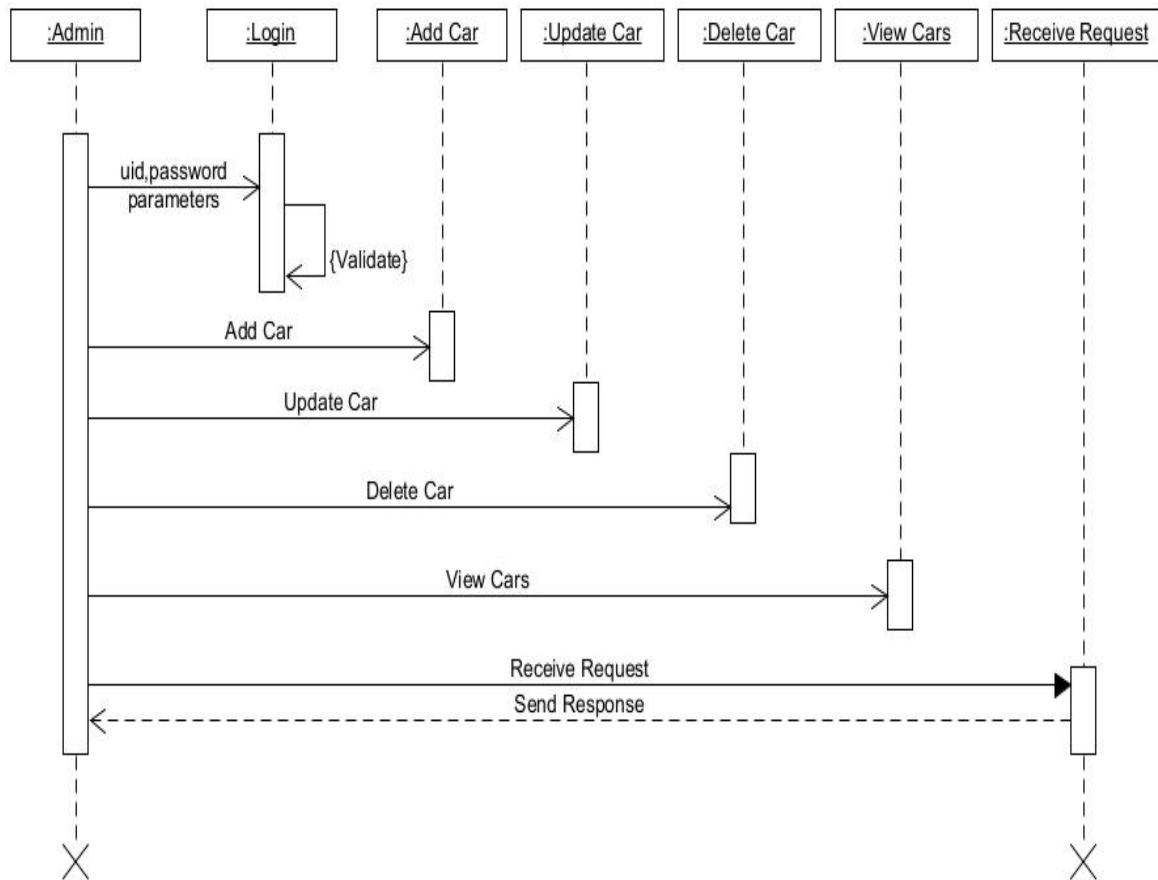 :Admin
:Login
:Add Car
:Update Car
:Delete Car
:View Cars
:Receive Request
uid,password
parameters
{Validate}
Add Car
Update Car
Delete Car
View Cars
Receive Request
Send Response